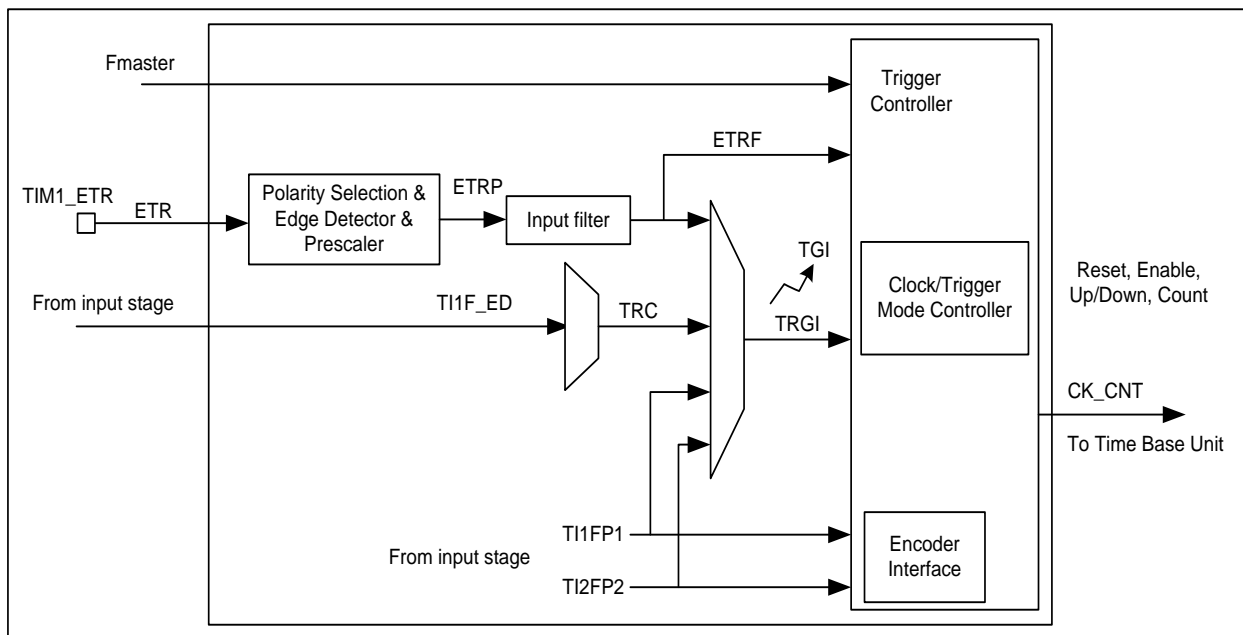 Fmaster
Trigger
Controller
ETRF
TIM1_ETR
ETR
Polarity Selection &
Edge Detector &
Prescaler
ETRP
Input filter
TGI
Clock/Trigger
Mode Controller
Reset, Enable,
Up/Down, Count
From input stage
TI1F_ED
TRC
TRGI
CK_CNT
To Time Base Unit
From input stage
TI1FP1
TI2FP2
Encoder
Interface